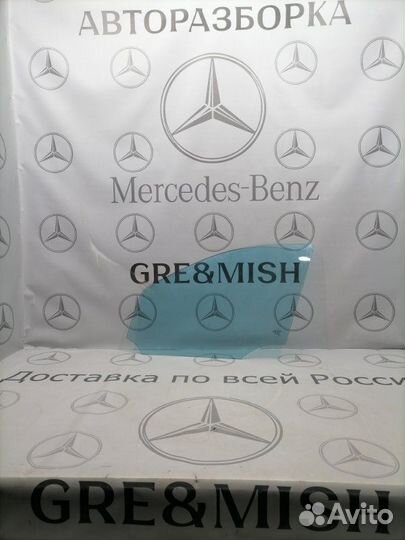 АВТОРАЗБОРКА
Mercedes-Benz
GRE&MISH
Доставка по всей Росси
GRE&MISH
Avito